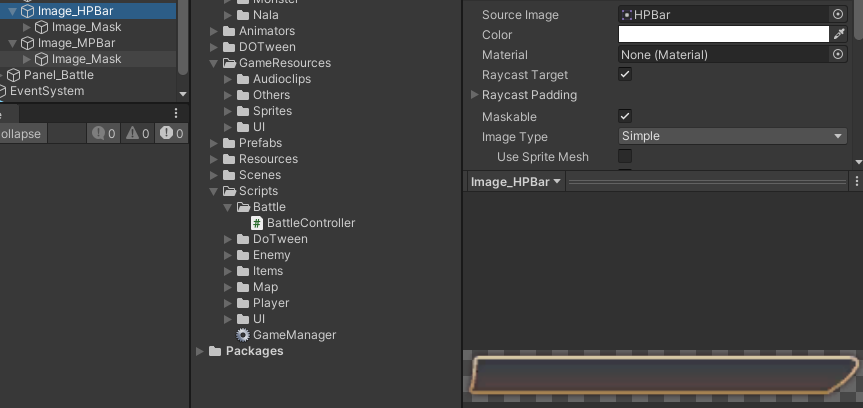 Image_HPBar
Image_Mask
Image_MPBar
Image_Mask
Panel_Battle
EventSystem
ollapse
0
0
0
Nala
Animators
DOTween
GameResources
Audioclips
Others
Sprites
UI
Prefabs
Resources
Scenes
Scripts
Battle
# BattleController
DoTween
Enemy
Items
Map
Player
UI
GameManager
Packages
Source Image HPBar
Color
Material None (Material)
Raycast Target
Raycast Padding
Maskable
Image Type Simple
Use Sprite Mesh
Image_HPBar